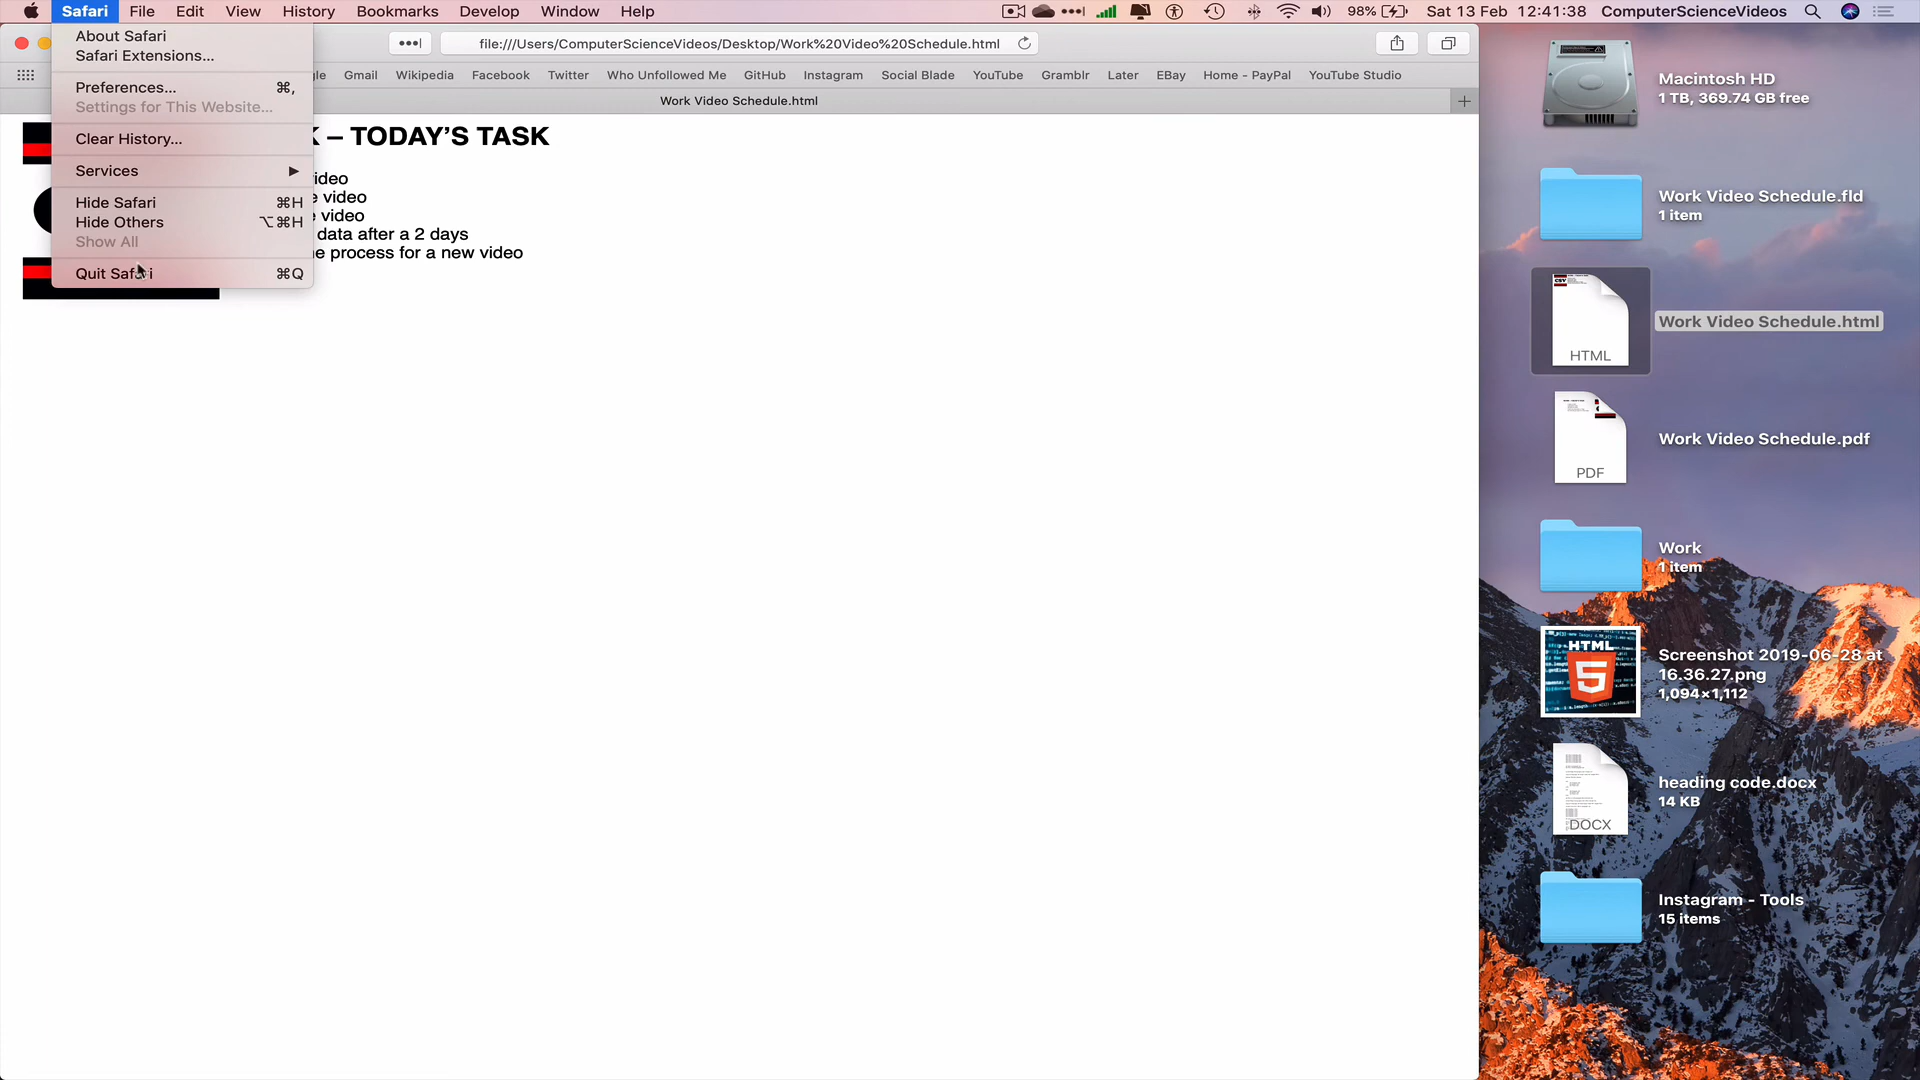 Safari File Edit View History Bookmarks Develop Window Help 98% Sat 13 Feb 12:41:38 ComputerScienceVideos
About Safari
Safari Extensions...
Preferences... ⌘,
Settings for This Website...
Clear History...
Services ▶
Hide Safari ⌘H
Hide Others ⌥⌘H
Show All
Quit Safari ⌘Q
file:///Users/ComputerScienceVideos/Desktop/Work%20Video%20Schedule.html
Gmail Wikipedia Facebook Twitter Who Unfollowed Me GitHub Instagram Social Blade YouTube Gramblr Later EBay Home - PayPal YouTube Studio
Work Video Schedule.html
– TODAY’S TASK
video
video
data after a 2 days
process for a new video
Macintosh HD
1 TB, 369.74 GB free
Work Video Schedule.fld
1 item
HTML
Work Video Schedule.html
PDF
Work Video Schedule.pdf
Work
1 item
HTML
5
Screenshot 2019-06-28 at
16.36.27.png
1,094×1,112
DOCX
heading code.docx
14 KB
Instagram - Tools
15 items